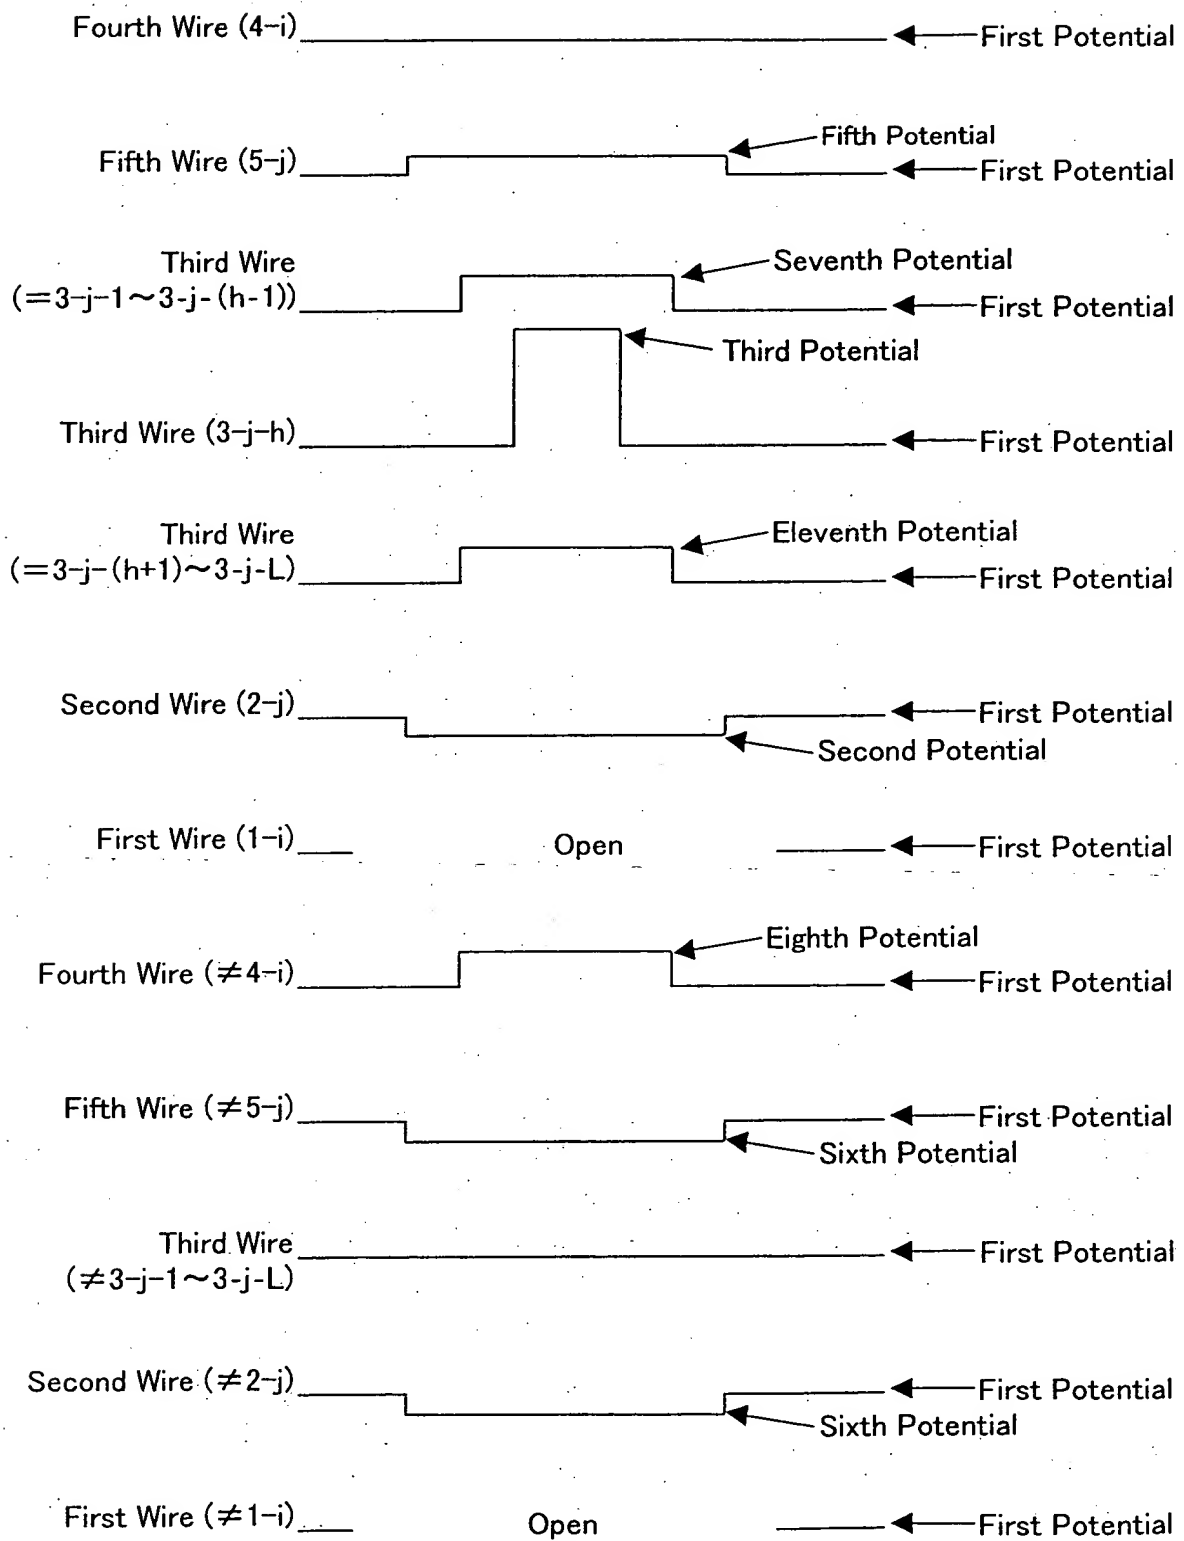 Fourth Wire (4-i)
First Potential
Fifth Potential
Fifth Wire (5-j)
First Potential
Third Wire
(=3-j-1~3-j-(h-1))
Seventh Potential
First Potential
Third Potential
Third Wire (3-j-h)
First Potential
Third Wire
(=3-j-(h+1)~3-j-L)
Eleventh Potential
First Potential
Second Wire (2-j)
First Potential
Second Potential
First Wire (1-i)
Open
First Potential
Eighth Potential
Fourth Wire (≠4-i)
First Potential
Fifth Wire (≠5-j)
First Potential
Sixth Potential
Third Wire
(≠3-j-1~3-j-L)
First Potential
Second Wire (≠2-j)
First Potential
Sixth Potential
First Wire (≠1-i)
Open
First Potential